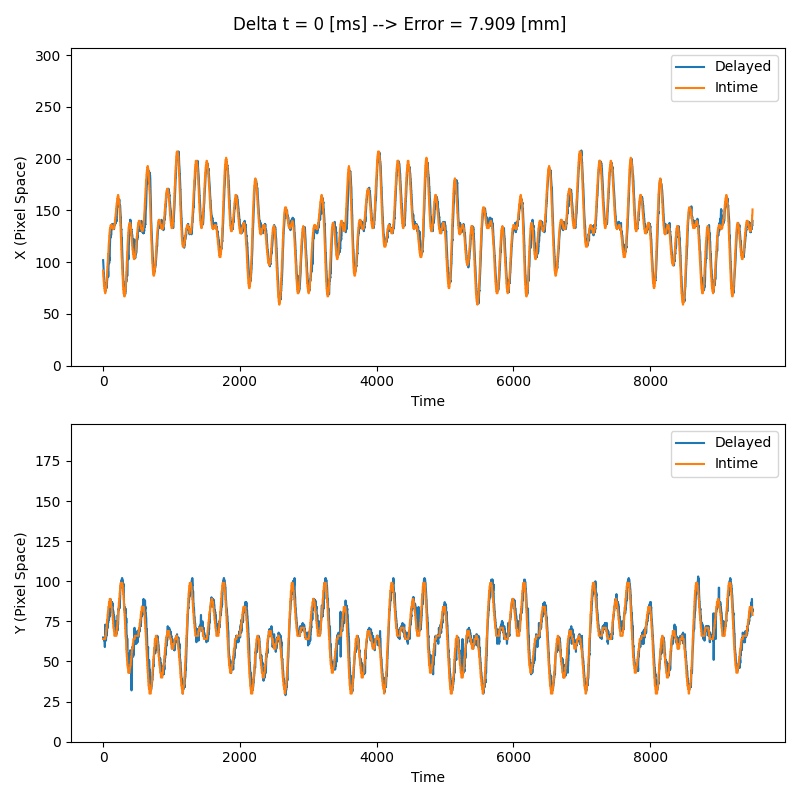 Delta t = 0 [ms] --> Error = 7.909 [mm]
300
250
200
150
100
50
0
X (Pixel Space)
Delayed
Intime
0
2000
4000
6000
8000
Time
175
150
125
100
75
50
25
0
Y (Pixel Space)
Delayed
Intime
0
2000
4000
6000
8000
Time